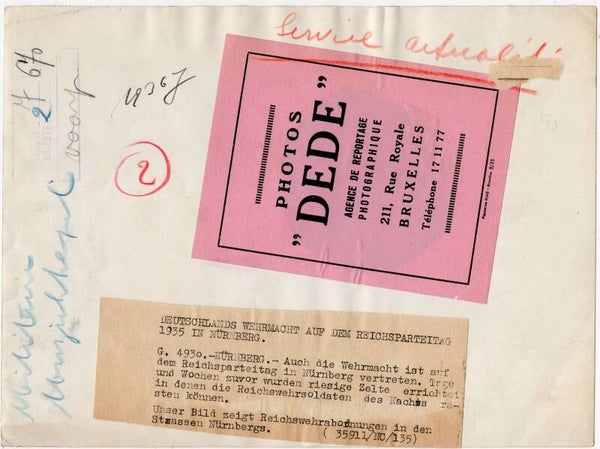 Service actualité
PHOTOS
"DEDE"
AGENCE DE REPORTAGE
PHOTOGRAPHIQUE
211, Rue Royale
BRUXELLES
Téléphone 17 11 77
2
voorp
DEUTSCHLANDS WEHRMACHT AUF DEM REICHSPARTEITAG
1935 IN NÜRNBERG.
G. 4930.-NÜRNBERG.- Auch die Wehrmacht ist auf
dem Reichsparteitag in Nürnberg vertreten. Tage
und Wochen zuvor wurden riesige Zelte errichtet
in denen die Reichswehrsoldaten des Nachts ra-
sten können.
Unser Bild zeigt Reichswehrabordnungen in den
Strassen Nürnbergs. ( 35911/NC/135)